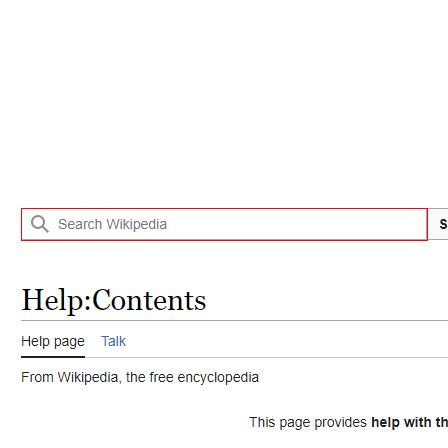 Search Wikipedia
S
Help:Contents
Help page Talk
From Wikipedia, the free encyclopedia
This page provides help with th